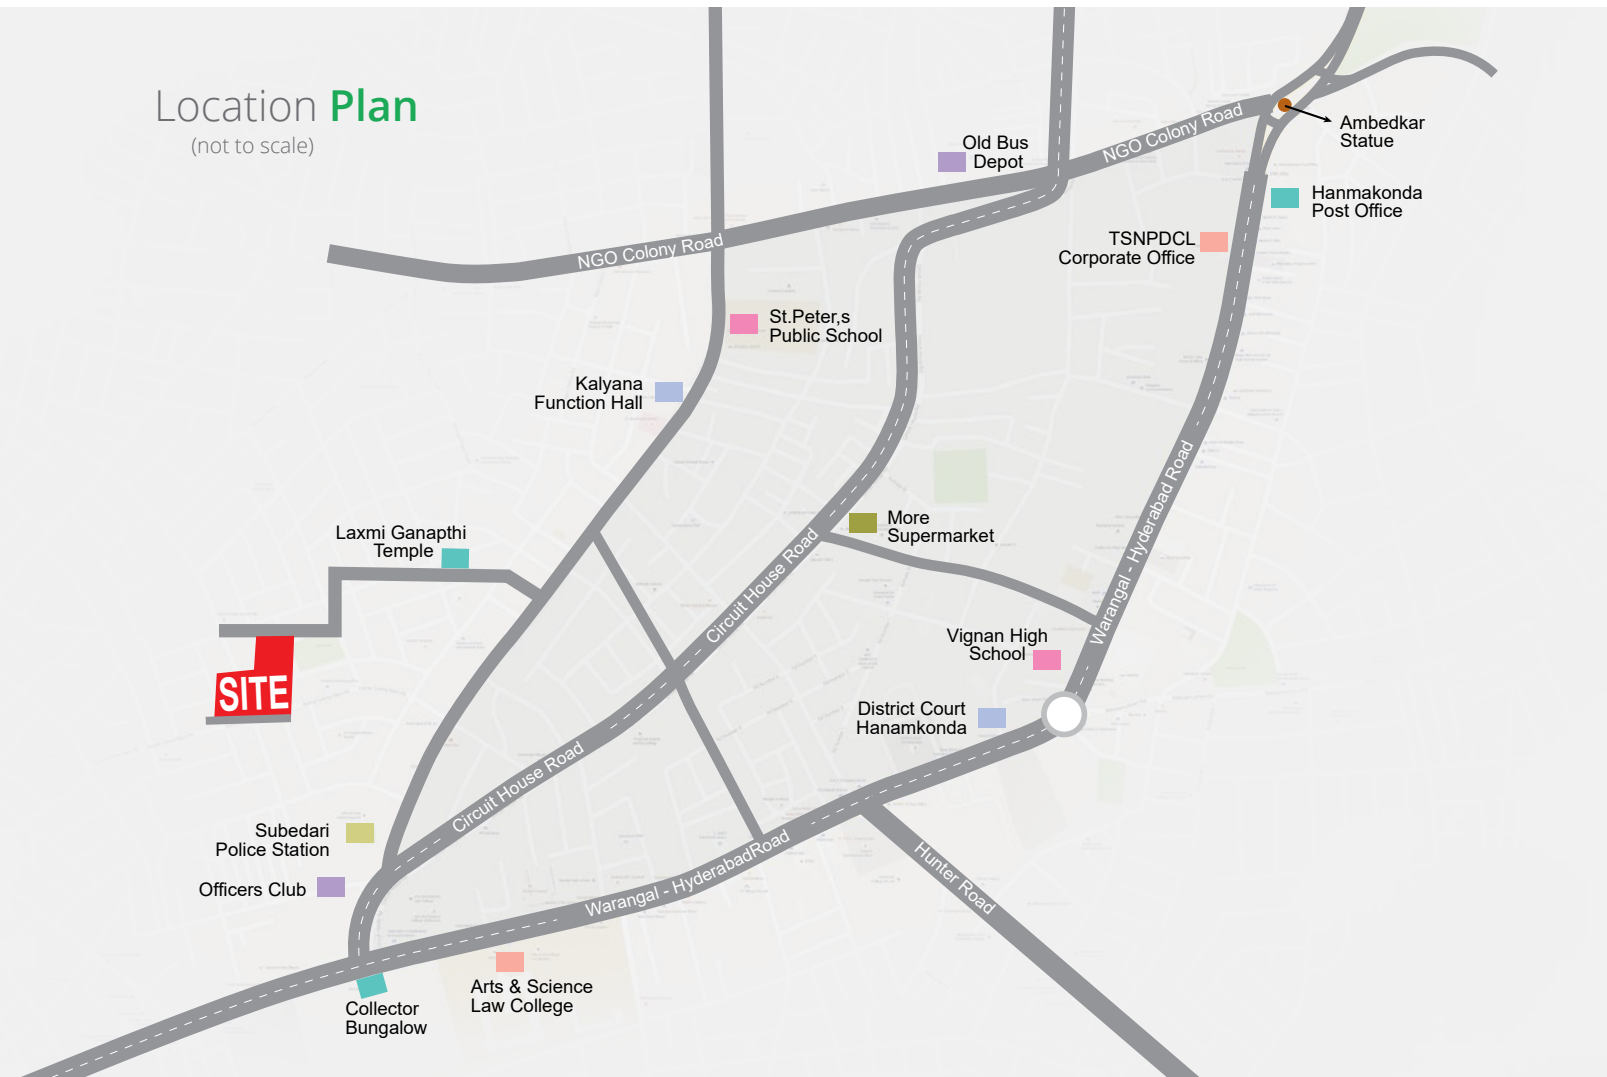 Location Plan
(not to scale)
NGO Colony Road
Ambedkar
Statue
Old Bus
Depot
Hanmakonda
Post Office
TSNPDCL
Corporate Office
NGO Colony Road
St.Peter,s
Public School
Kalyana
Function Hall
More
Supermarket
Laxmi Ganapthi
Temple
Warangal - Hyderabad Road
Circuit House Road
Vignan High
School
SITE
District Court
Hanamkonda
Circuit House Road
Subedari
Police Station
Warangal - HyderabadRoad
Hunter Road
Officers Club
Arts & Science
Law College
Collector
Bungalow